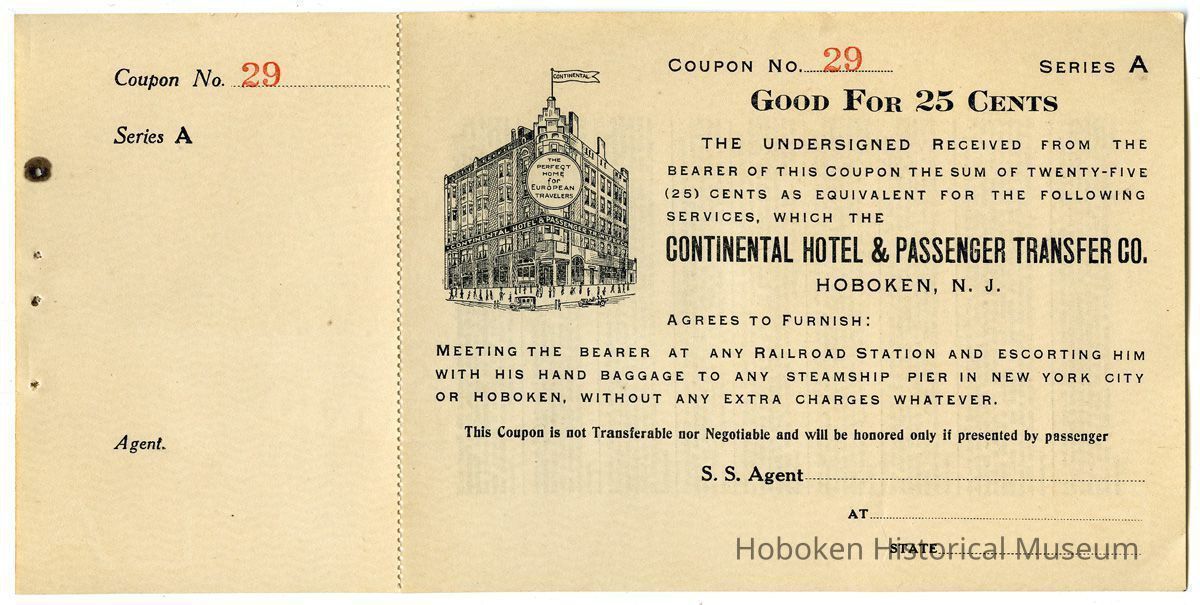 Coupon No. 29
Series A
Agent.
CONTINENTAL
THE
PERFECT
HOME
for
EUROPEAN
TRAVELERS
CONTINENTAL HOTEL & PASSENGER
COUPON NO. 29 SERIES A
GOOD FOR 25 CENTS
THE UNDERSIGNED RECEIVED FROM THE
BEARER OF THIS COUPON THE SUM OF TWENTY-FIVE
(25) CENTS AS EQUIVALENT FOR THE FOLLOWING
SERVICES, WHICH THE
CONTINENTAL HOTEL & PASSENGER TRANSFER CO.
HOBOKEN, N. J.
AGREES TO FURNISH:
MEETING THE BEARER AT ANY RAILROAD STATION AND ESCORTING HIM
WITH HIS HAND BAGGAGE TO ANY STEAMSHIP PIER IN NEW YORK CITY
OR HOBOKEN, WITHOUT ANY EXTRA CHARGES WHATEVER.
This Coupon is not Transferable nor Negotiable and will be honored only if presented by passenger
S. S. Agent
AT
STATE
Hoboken Historical Museum